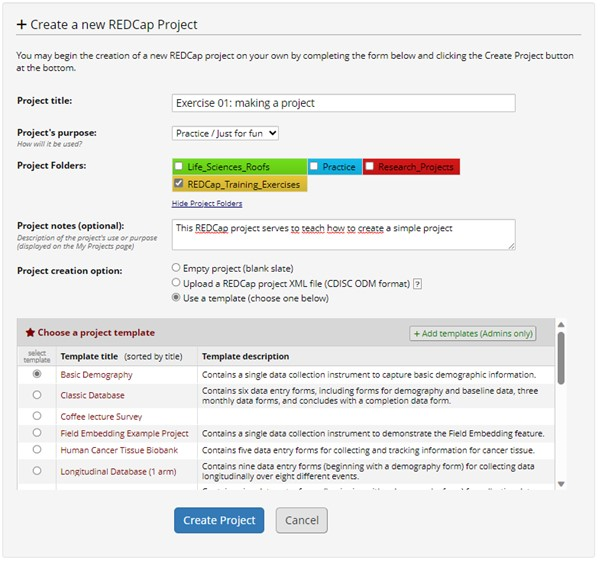 + Create a new REDCap Project
You may begin the creation of a new REDCap project on your own by completing the form below and clicking the Create Project button
at the bottom.
Project title: Exercise 01: making a project
Project's purpose: Practice / Just for fun
How will it be used?
Project Folders: Life_Sciences_Roofs Practice Research_Projects
REDCap_Training_Exercises
Hide Project Folders
Project notes (optional): This REDCap project serves to teach how to create a simple project
Description of the project's use or purpose
(displayed on the My Projects page)
Project creation option: Empty project (blank slate)
Upload a REDCap project XML file (CDISC ODM format) ?
Use a template (choose one below)
Choose a project template + Add templates (Admins only)
select
template Template title (sorted by title) Template description
Basic Demography Contains a single data collection instrument to capture basic demographic information.
Classic Database Contains six data entry forms, including forms for demography and baseline data, three
monthly data forms, and concludes with a completion data form.
Coffee lecture Survey
Field Embedding Example Project Contains a single data collection instrument to demonstrate the Field Embedding feature.
Human Cancer Tissue Biobank Contains five data entry forms for collecting and tracking information for cancer tissue.
Longitudinal Database (1 arm) Contains nine data entry forms (beginning with a demography form) for collecting data
longitudinally over eight different events.
Create Project Cancel